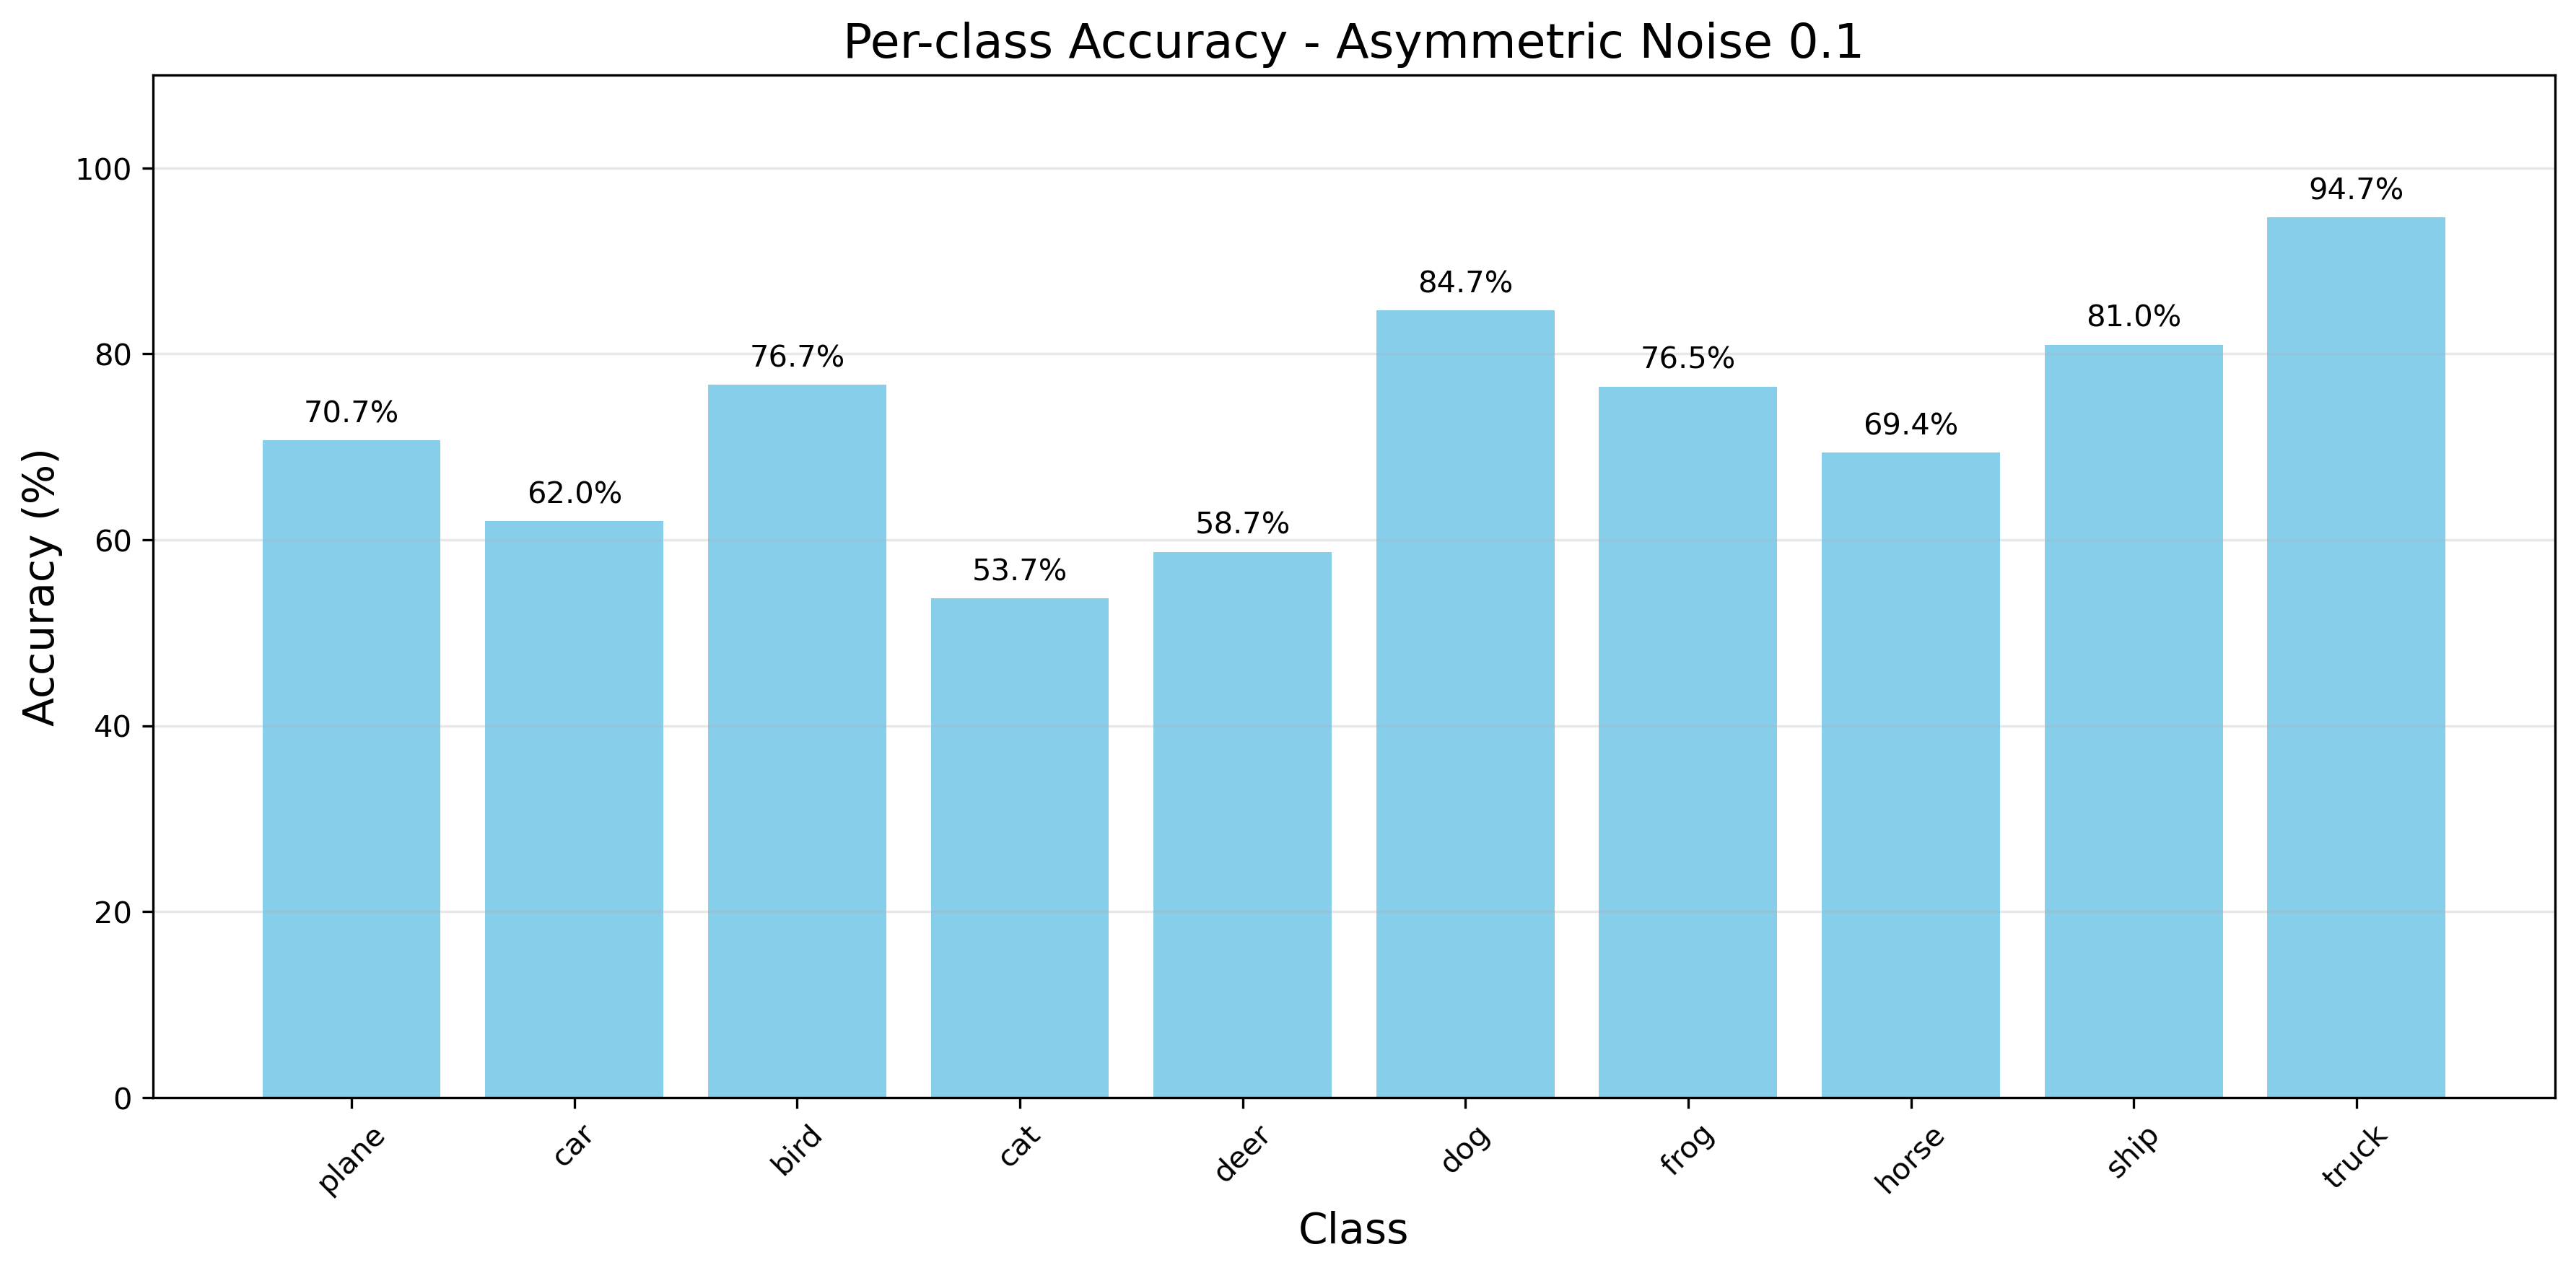 Per-class Accuracy - Asymmetric Noise 0.1
Accuracy (%)
100
80
60
40
20
0
70.7%
62.0%
76.7%
53.7%
58.7%
84.7%
76.5%
69.4%
81.0%
94.7%
plane
car
bird
cat
deer
dog
frog
horse
ship
truck
Class